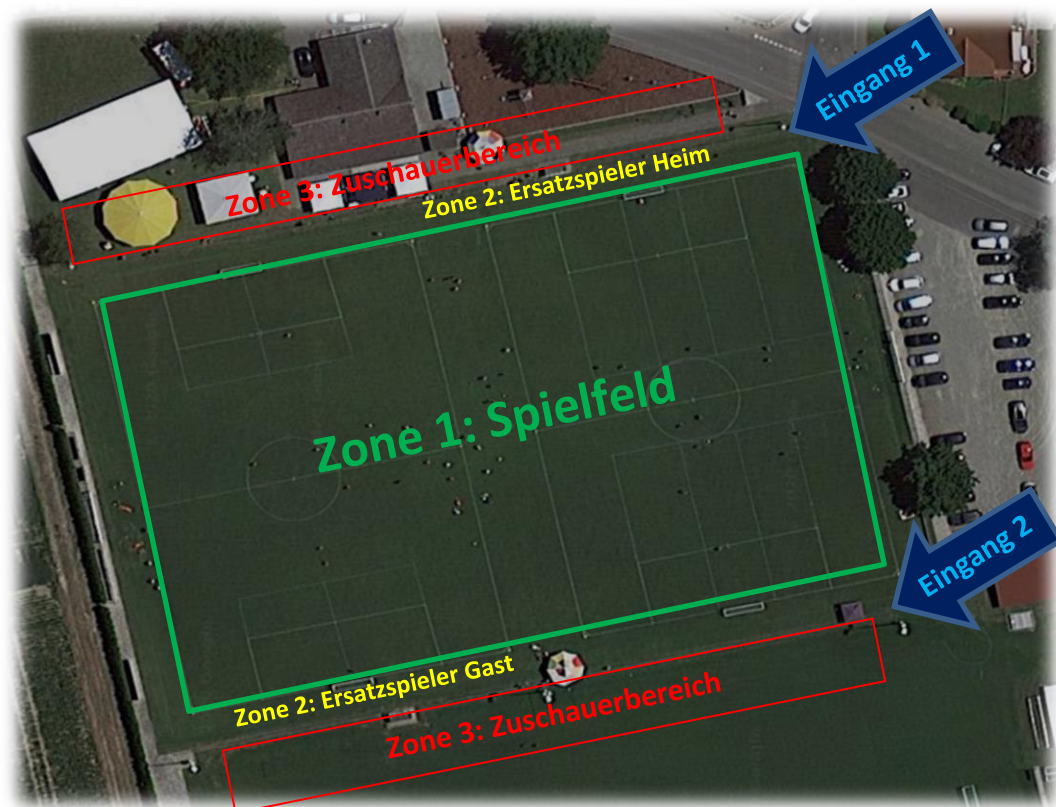 Eingang 1
Zone 3: Zuschauerbereich
Zone 2: Ersatzspieler Heim
Zone 1: Spielfeld
Eingang 2
Zone 2: Ersatzspieler Gast
Zone 3: Zuschauerbereich